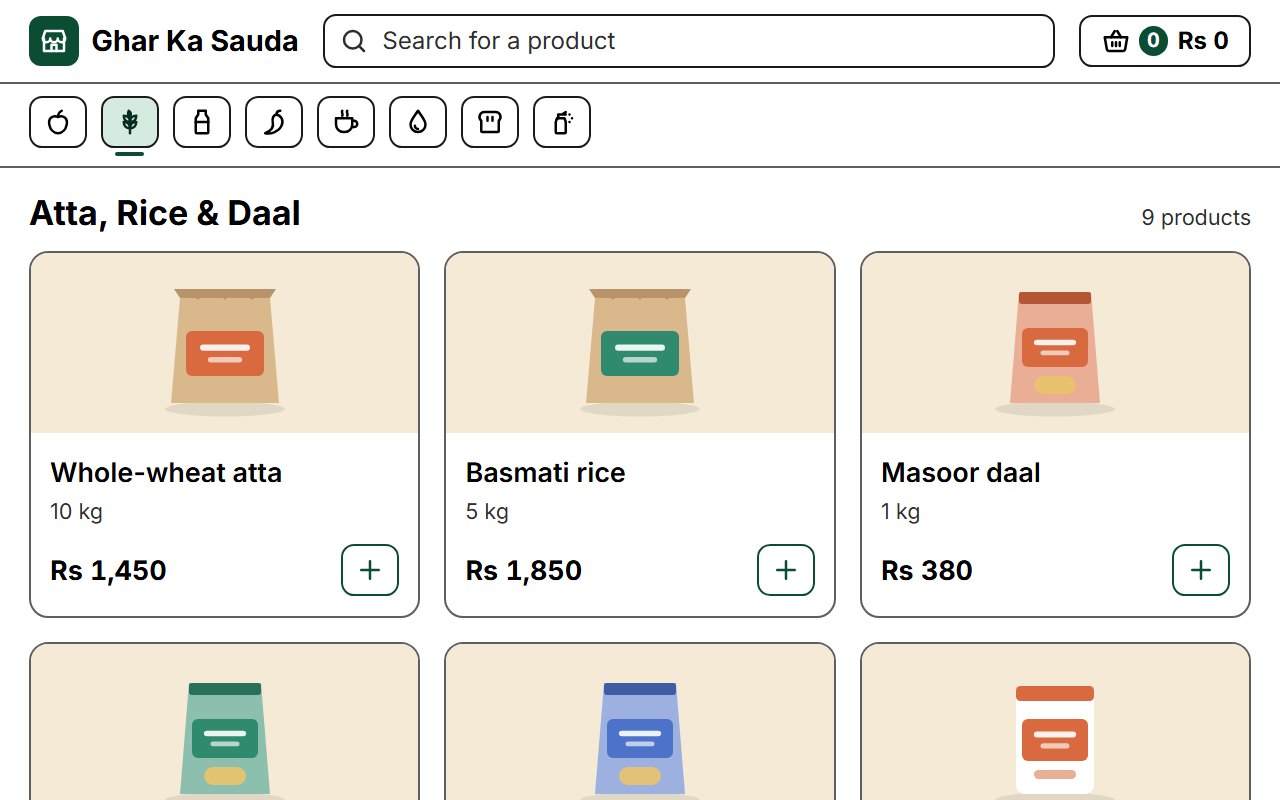 Ghar Ka Sauda
Search for a product
0 Rs 0
Atta, Rice & Daal
9 products
Whole-wheat atta
10 kg
Rs 1,450
Basmati rice
5 kg
Rs 1,850
Masoor daal
1 kg
Rs 380